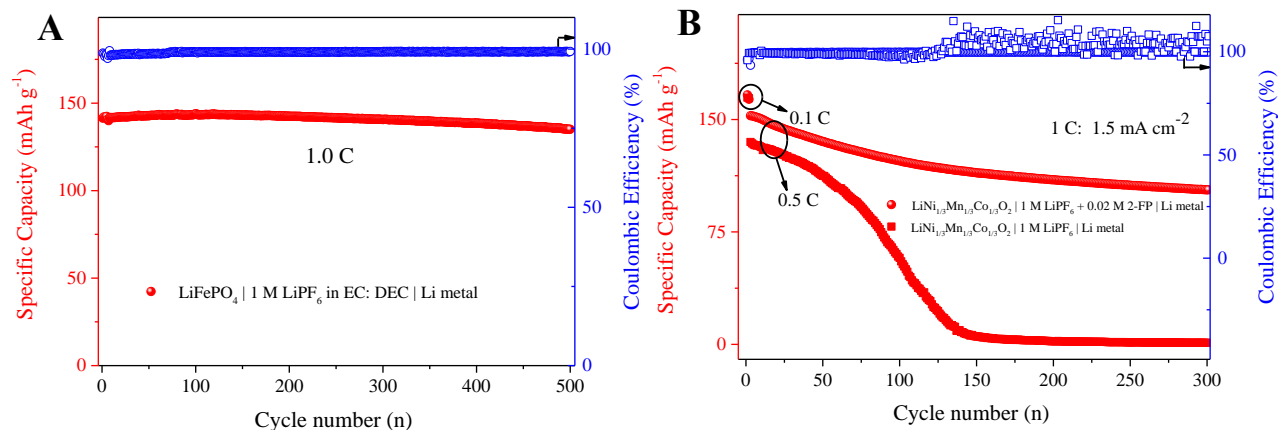 A
Specific Capacity (mAh g⁻¹)
150
100
50
0
0
100
200
300
400
500
Cycle number (n)
100
50
0
Coulombic Efficiency (%)
1.0 C
LiFePO₄ | 1 M LiPF₆ in EC: DEC | Li metal
B
Specific Capacity (mAh g⁻¹)
150
75
0
0
50
100
150
200
250
300
Cycle number (n)
100
50
0
Coulombic Efficiency (%)
0.1 C
1 C: 1.5 mA cm⁻²
0.5 C
LiNi₁/₃Mn₁/₃Co₁/₃O₂ | 1 M LiPF₆ + 0.02 M 2-FP | Li metal
LiNi₁/₃Mn₁/₃Co₁/₃O₂ | 1 M LiPF₆ | Li metal